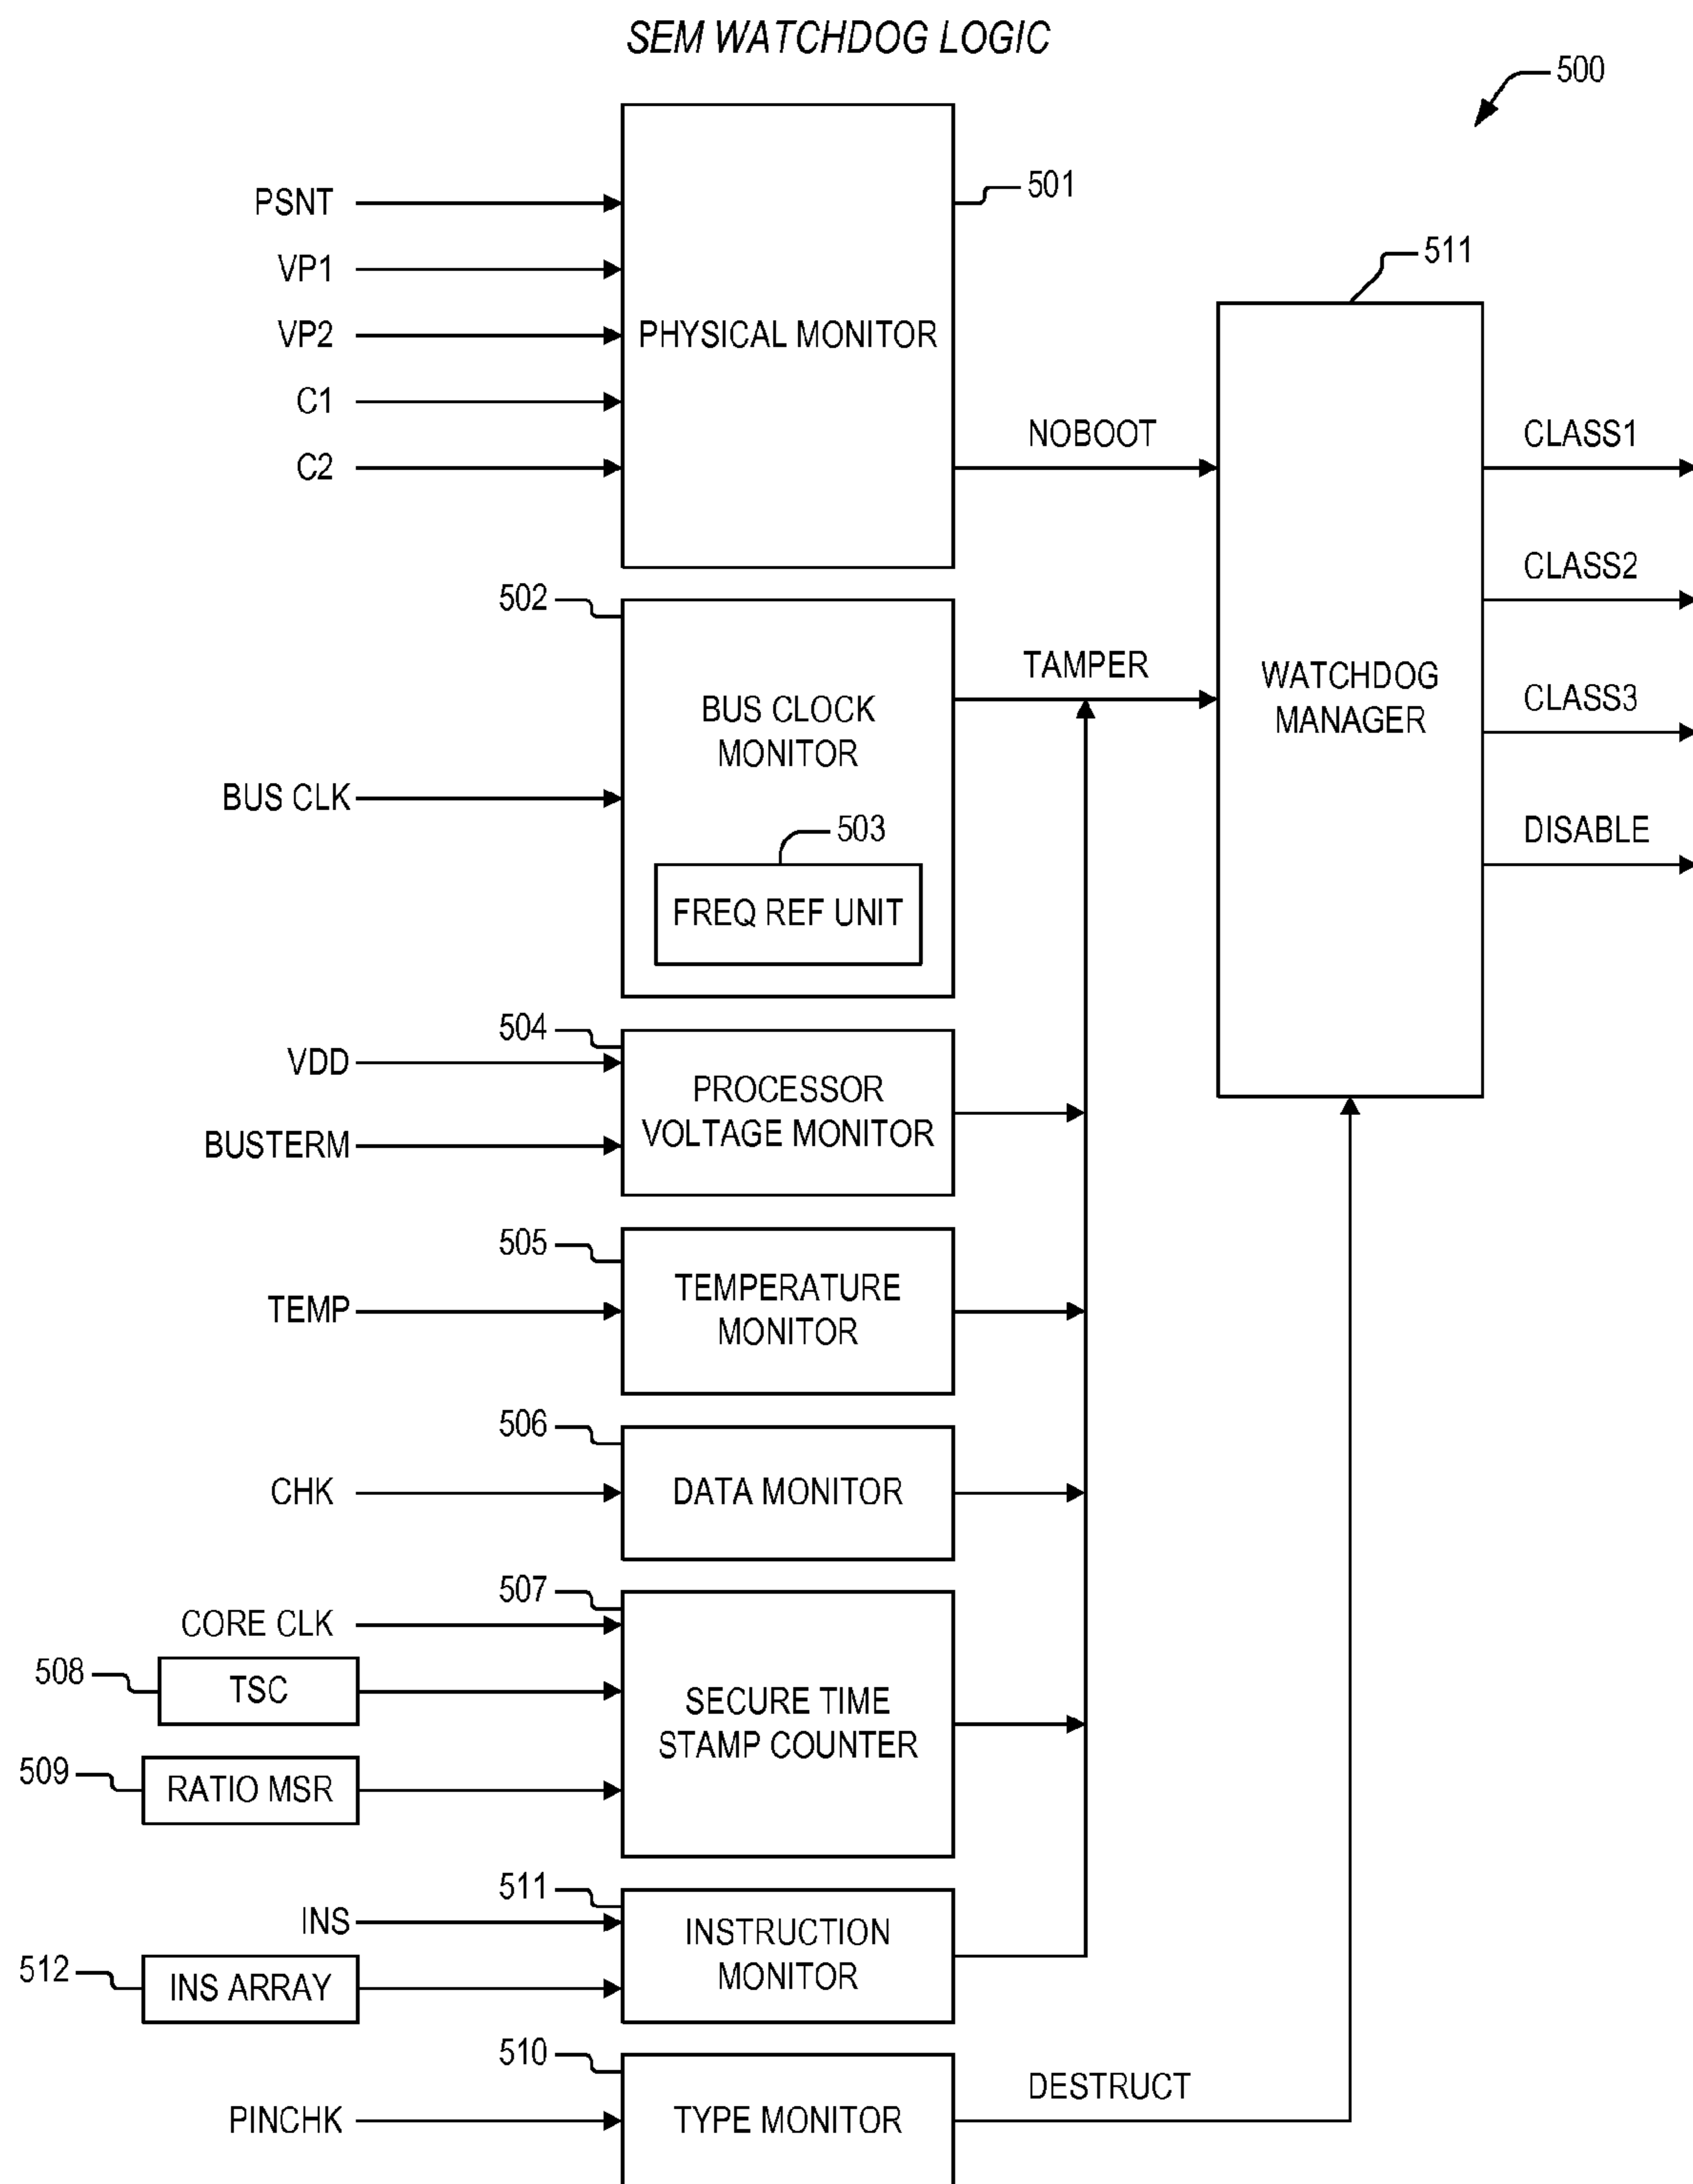 SEM WATCHDOG LOGIC
500
PSNT
VP1
VP2
C1
C2
PHYSICAL MONITOR
501
NOBOOT
511
WATCHDOG
MANAGER
CLASS1
CLASS2
CLASS3
DISABLE
502
BUS CLK
BUS CLOCK
MONITOR
503
FREQ REF UNIT
TAMPER
504
VDD
BUSTERM
PROCESSOR
VOLTAGE MONITOR
505
TEMP
TEMPERATURE
MONITOR
506
CHK
DATA MONITOR
507
CORE CLK
508
TSC
509
RATIO MSR
SECURE TIME
STAMP COUNTER
511
INS
512
INS ARRAY
INSTRUCTION
MONITOR
510
PINCHK
TYPE MONITOR
DESTRUCT